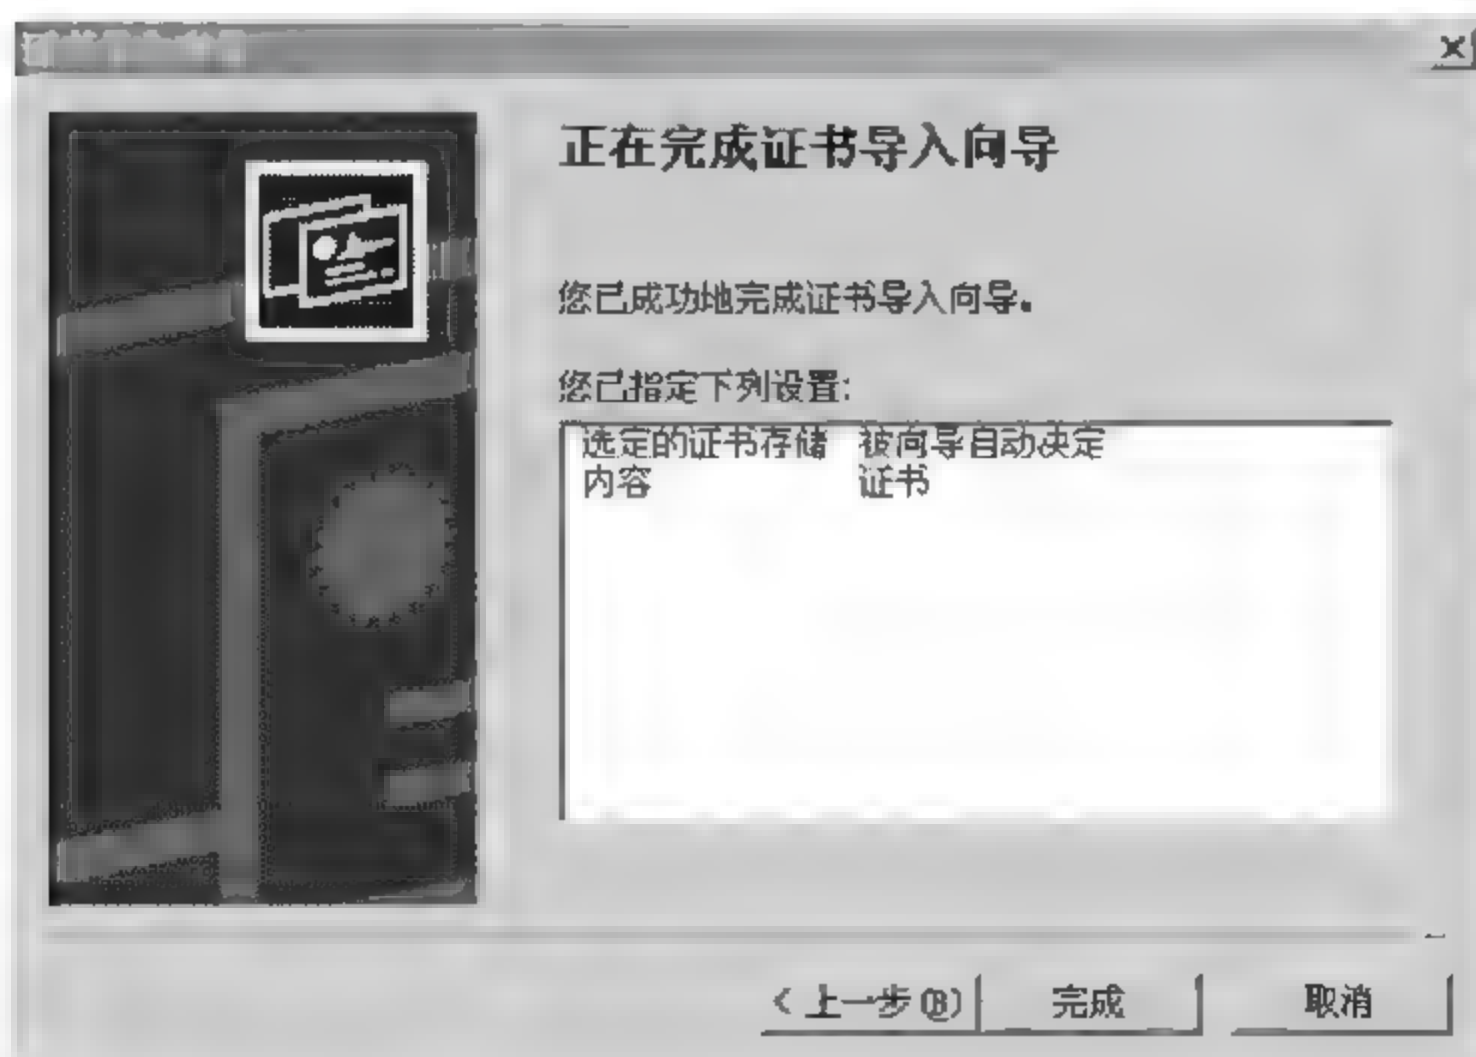 正在完成证书导入向导
您已成功地完成证书导入向导。
您已指定下列设置:
选定的证书存储 被向导自动决定
内容 证书
< 上一步(B) 完成 取消